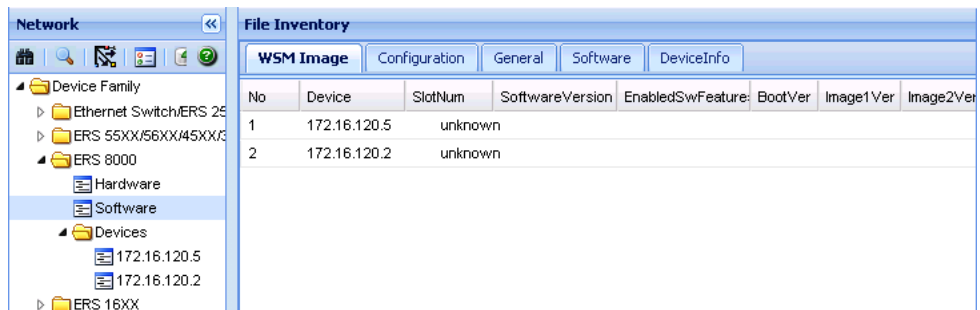 Network
File Inventory
WSM Image Configuration General Software DeviceInfo
Device Family
Ethernet Switch/ERS 25
ERS 55XX/56XX/45XX/3
ERS 8000
Hardware
Software
Devices
172.16.120.5
172.16.120.2
ERS 16XX
No Device SlotNum SoftwareVersion EnabledSwFeature: BootVer Image1Ver Image2Ver
1 172.16.120.5 unknown
2 172.16.120.2 unknown